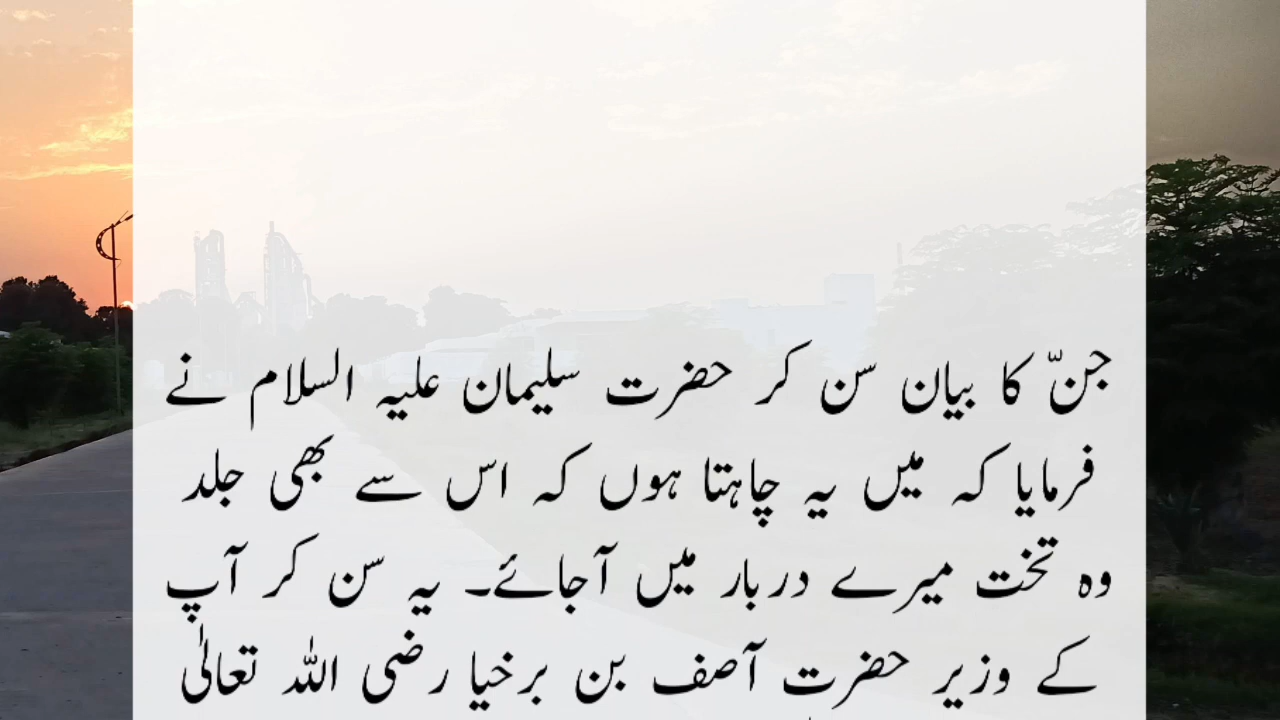 جنّ کا بیان سن کر حضرت سلیمان علیہ السلام نے
فرمایا کہ میں یہ چاہتا ہوں کہ اس سے بھی جلد
وہ تخت میرے دربار میں آجائے۔ یہ سن کر آپ
کے وزیر حضرت آصف بن برخیا رضی اللہ تعالیٰ